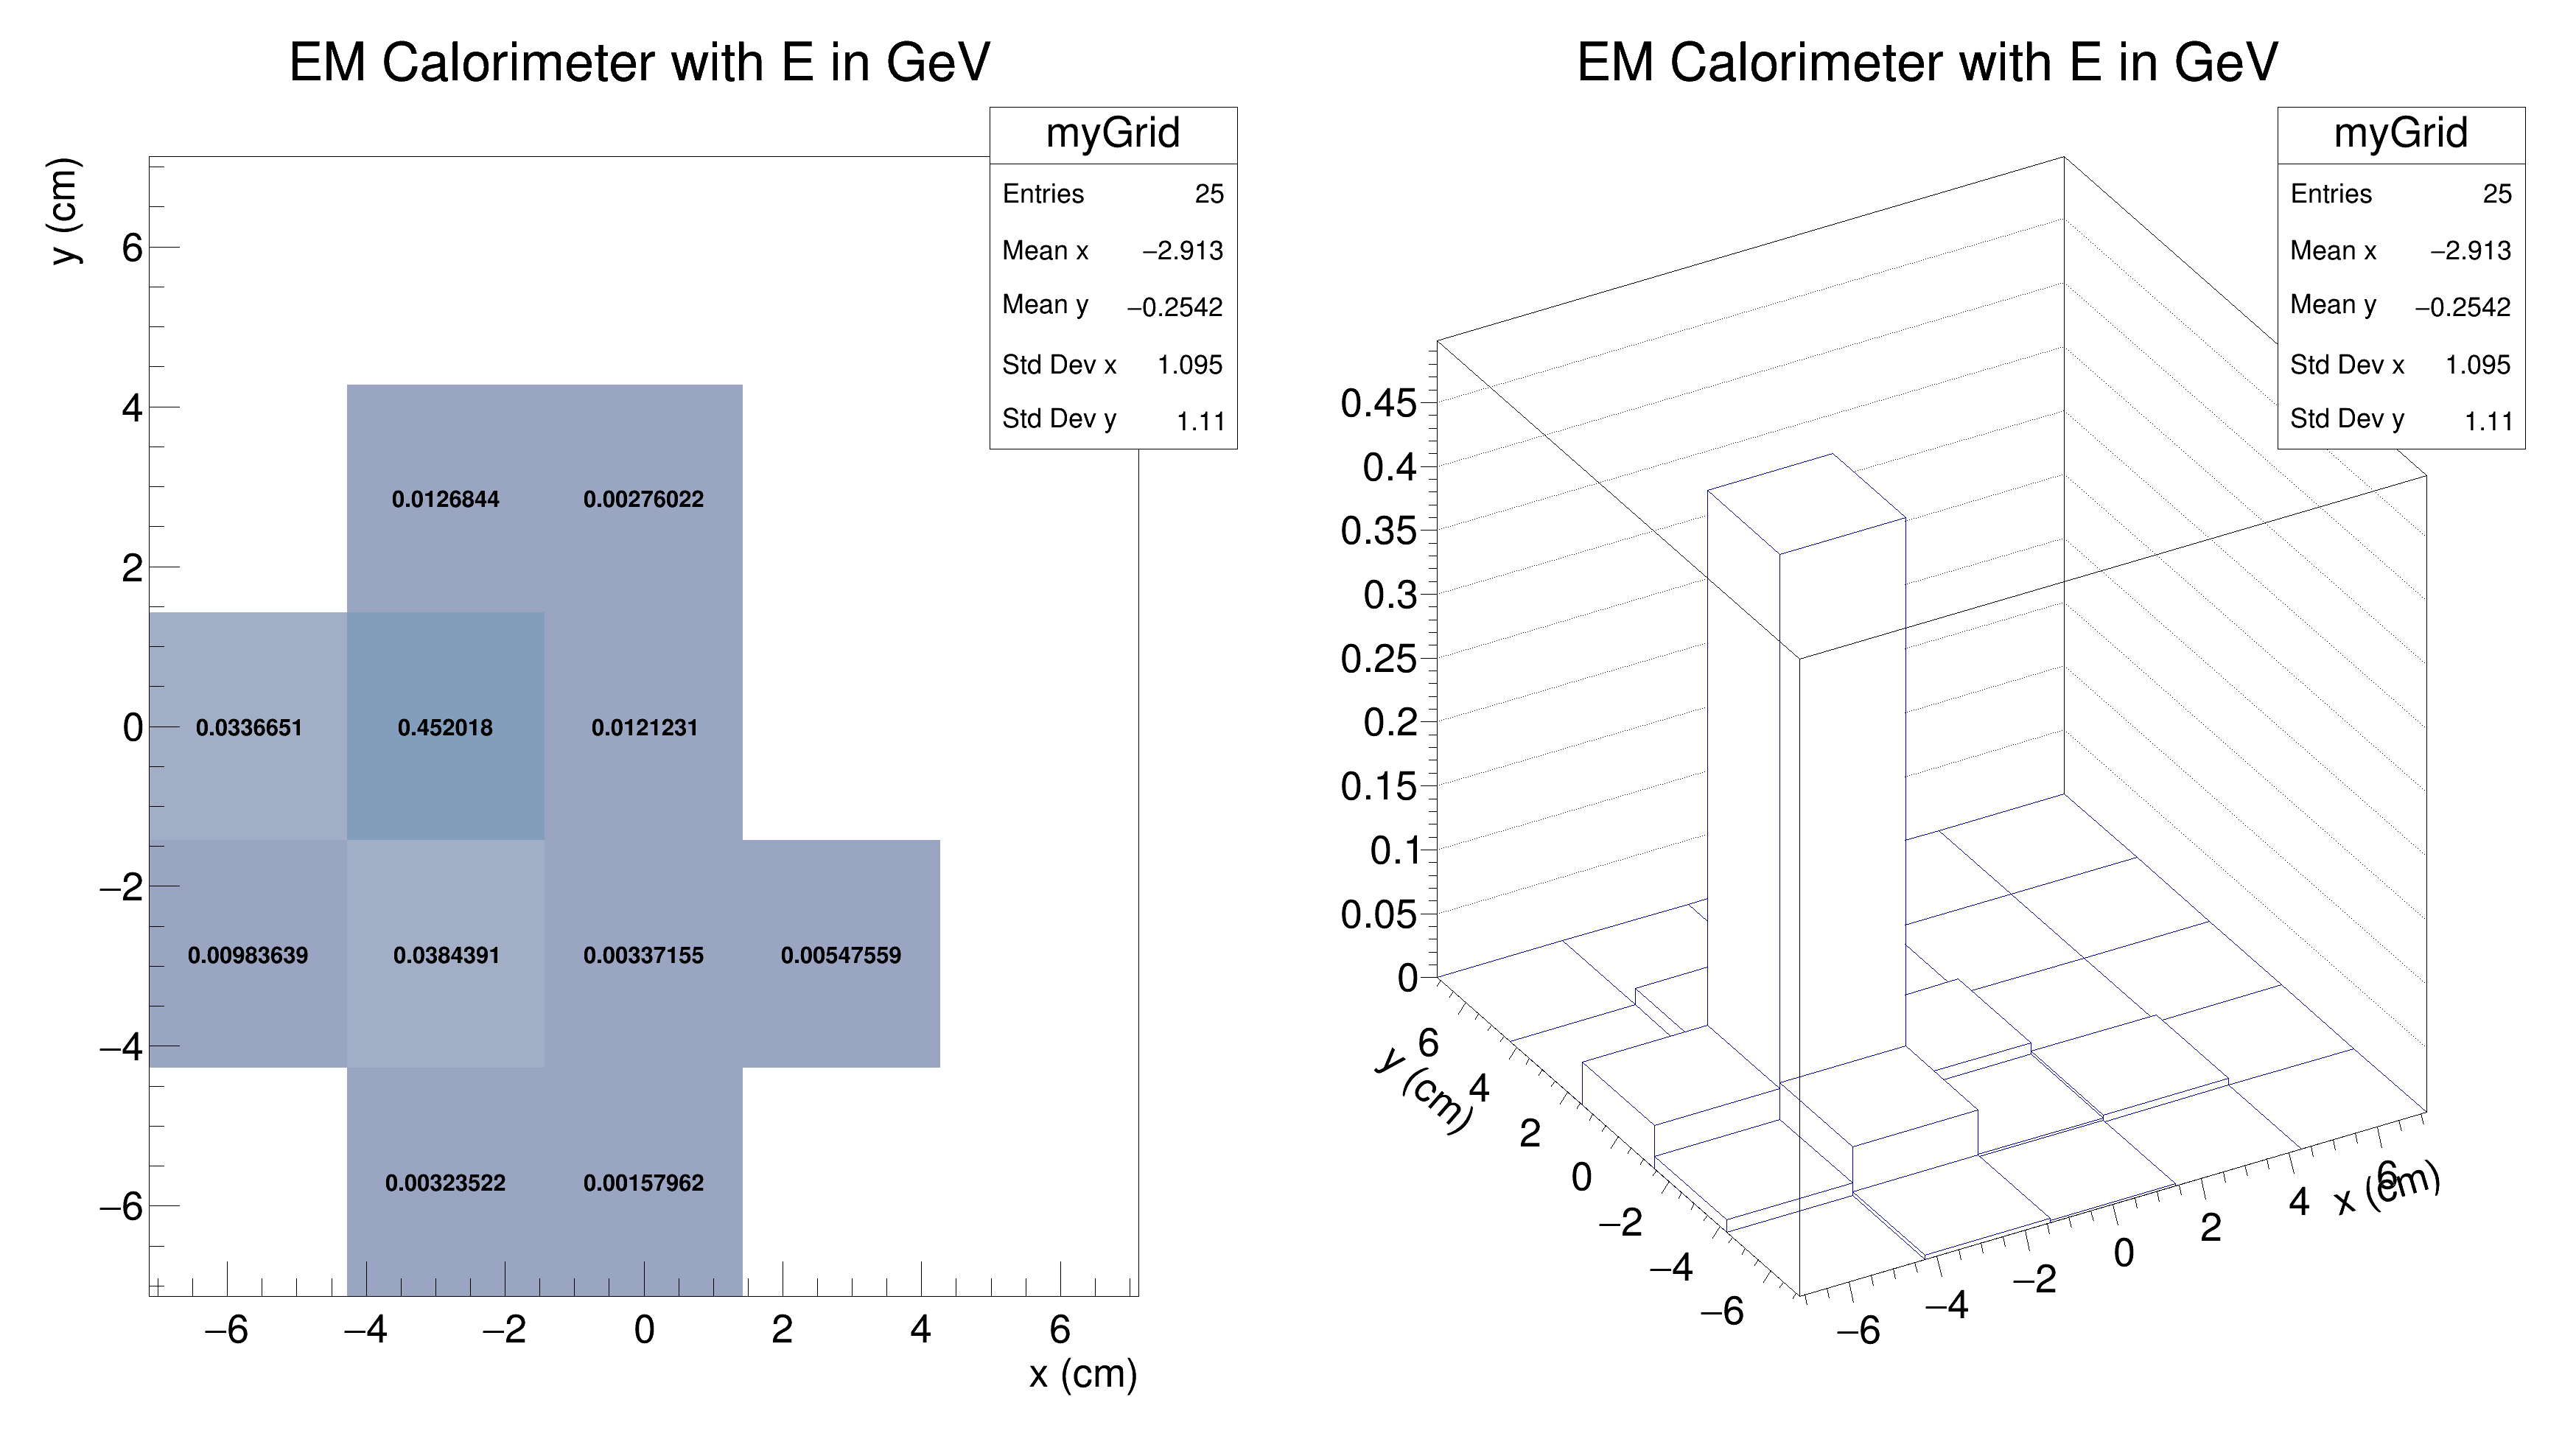 EM Calorimeter with E in GeV
myGrid
Entries 25
Mean x −2.913
Mean y −0.2542
Std Dev x 1.095
Std Dev y 1.11
y (cm)
6
4
2
0
−2
−4
−6
0.0126844 0.00276022
0.0336651 0.452018 0.0121231
0.00983639 0.0384391 0.00337155 0.00547559
0.00323522 0.00157962
−6 −4 −2 0 2 4 6
x (cm)
EM Calorimeter with E in GeV
myGrid
Entries 25
Mean x −2.913
Mean y −0.2542
Std Dev x 1.095
Std Dev y 1.11
0.45
0.4
0.35
0.3
0.25
0.2
0.15
0.1
0.05
0
y (cm)
6
4
2
0
−2
−4
−6
−6 −4 −2 0 2 4 6
x (cm)